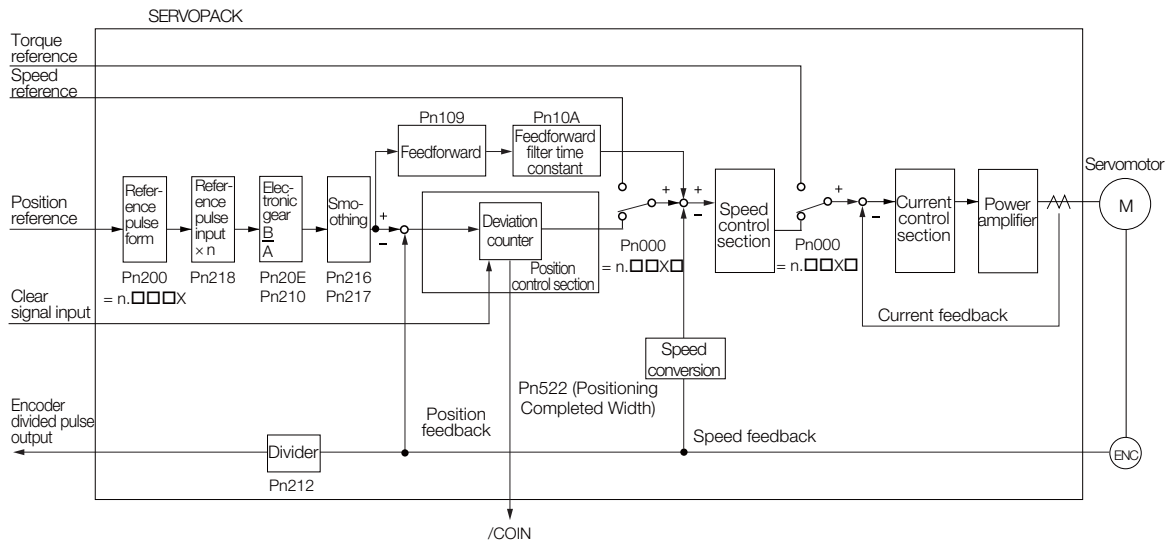 SERVOPACK
Torque
reference
Speed
reference
Pn109
Pn10A
Feedforward
Feedforward
filter time
constant
Servomotor
Position
reference
Refer-
ence
pulse
form
Refer-
ence
pulse
input
× n
Elec-
tronic
gear
B
A
Smo-
othing
+
-
Deviation
counter
Position
control section
+
+
+
-
Speed
control
section
+
-
Current
control
section
Power
amplifier
M
Pn200
= n.□□□X
Pn218
Pn20E
Pn210
Pn216
Pn217
Pn000
= n.□□X□
Pn000
= n.□□X□
Clear
signal input
Current feedback
Speed
conversion
Pn522 (Positioning
Completed Width)
Encoder
divided pulse
output
Position
feedback
Speed feedback
Divider
Pn212
ENC
/COIN